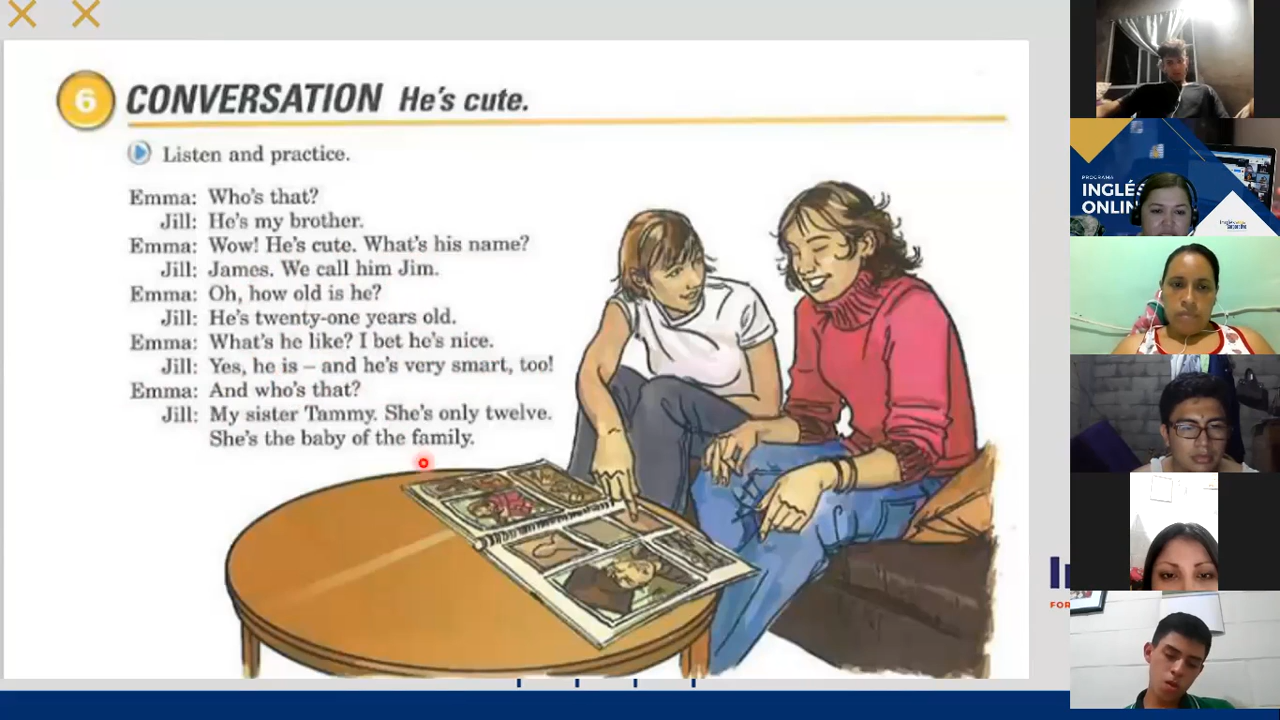 6 CONVERSATION He's cute.
Listen and practice.
Emma: Who's that?
Jill: He's my brother.
Emma: Wow! He's cute. What's his name?
Jill: James. We call him Jim.
Emma: Oh, how old is he?
Jill: He's twenty-one years old.
Emma: What's he like? I bet he's nice.
Jill: Yes, he is – and he's very smart, too!
Emma: And who's that?
Jill: My sister Tammy. She's only twelve.
She's the baby of the family.
PROGRAMA
INGLÉS
ONLIN
FOR